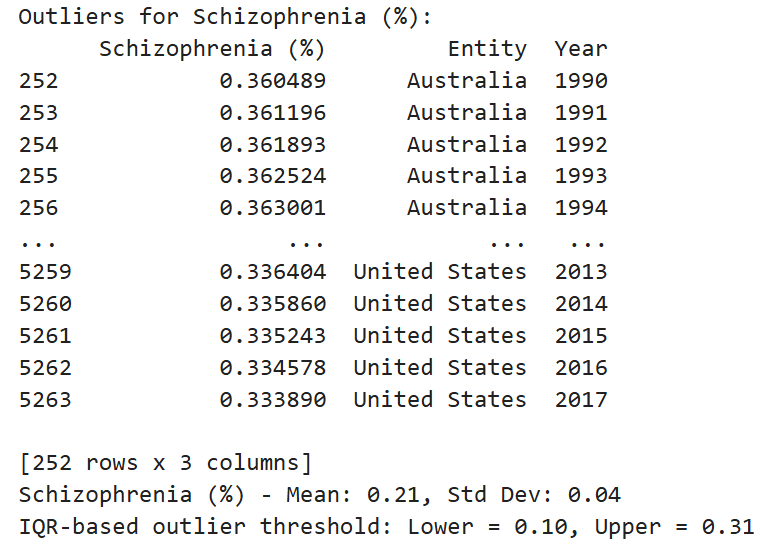 Outliers for Schizophrenia (%):
Schizophrenia (%) Entity Year
252 0.360489 Australia 1990
253 0.361196 Australia 1991
254 0.361893 Australia 1992
255 0.362524 Australia 1993
256 0.363001 Australia 1994
... ... ... ...
5259 0.336404 United States 2013
5260 0.335860 United States 2014
5261 0.335243 United States 2015
5262 0.334578 United States 2016
5263 0.333890 United States 2017
[252 rows x 3 columns]
Schizophrenia (%) - Mean: 0.21, Std Dev: 0.04
IQR-based outlier threshold: Lower = 0.10, Upper = 0.31